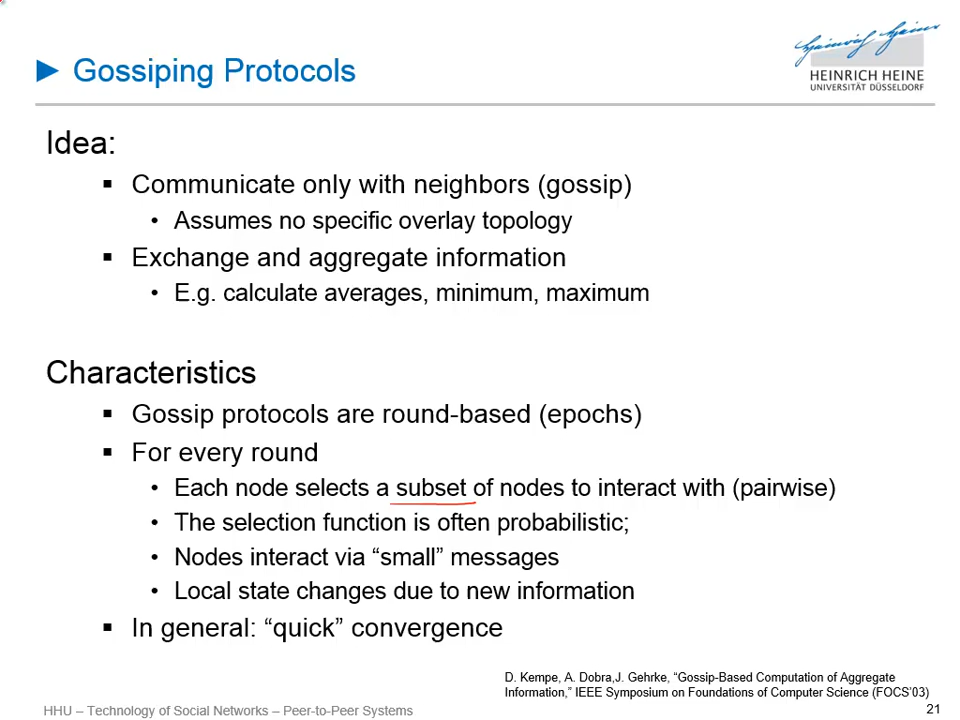 ► Gossiping Protocols
Heinrich Heine
HEINRICH HEINE
UNIVERSITÄT DÜSSELDORF
Idea:
▪ Communicate only with neighbors (gossip)
• Assumes no specific overlay topology
▪ Exchange and aggregate information
• E.g. calculate averages, minimum, maximum
Characteristics
▪ Gossip protocols are round-based (epochs)
▪ For every round
• Each node selects a subset of nodes to interact with (pairwise)
• The selection function is often probabilistic;
• Nodes interact via “small” messages
• Local state changes due to new information
▪ In general: “quick” convergence
D. Kempe, A. Dobra,J. Gehrke, “Gossip-Based Computation of Aggregate
Information,” IEEE Symposium on Foundations of Computer Science (FOCS’03)
HHU – Technology of Social Networks – Peer-to-Peer Systems
21